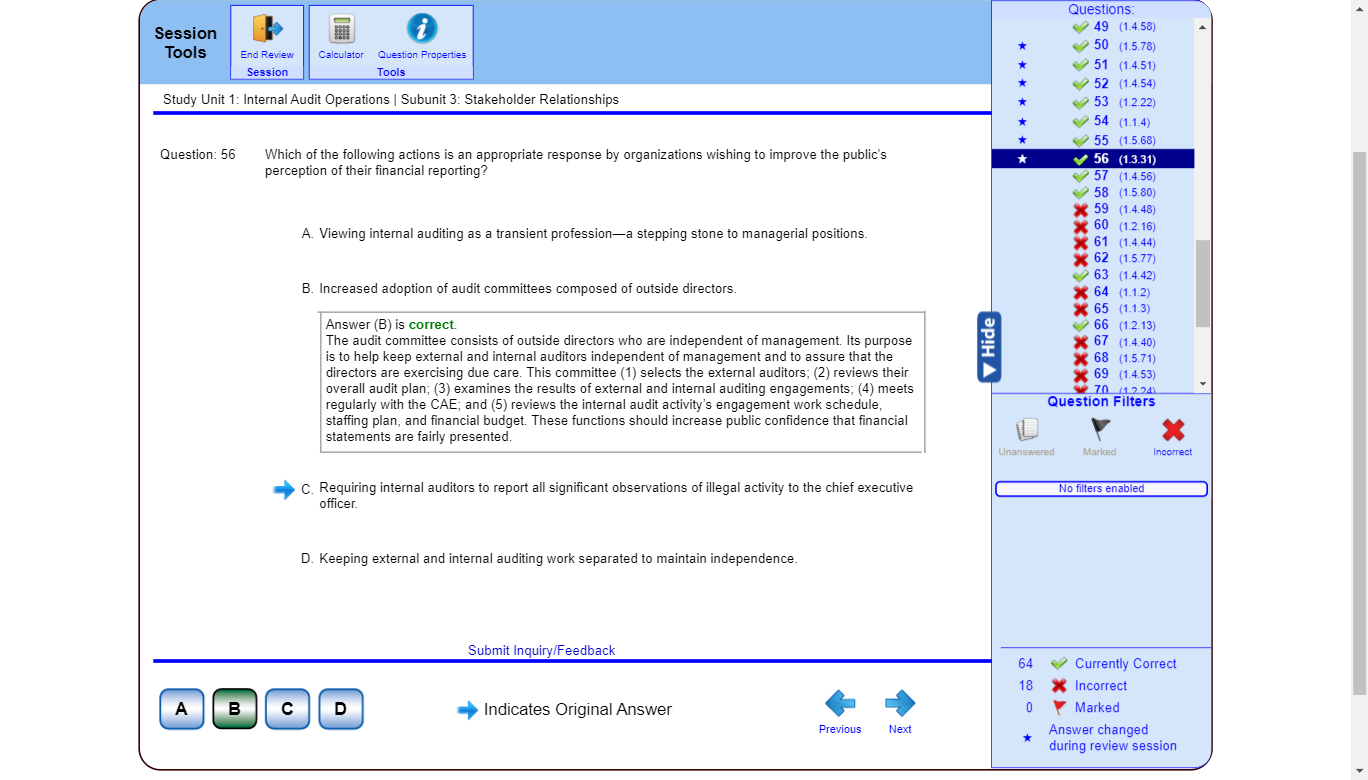 Session
Tools
End Review
Session
Calculator
Question Properties
Tools
Study Unit 1: Internal Audit Operations | Subunit 3: Stakeholder Relationships
Question: 56
Which of the following actions is an appropriate response by organizations wishing to improve the public's
perception of their financial reporting?
A. Viewing internal auditing as a transient profession—a stepping stone to managerial positions.
B. Increased adoption of audit committees composed of outside directors.
Answer (B) is correct.
The audit committee consists of outside directors who are independent of management. Its purpose
is to help keep external and internal auditors independent of management and to assure that the
directors are exercising due care. This committee (1) selects the external auditors; (2) reviews their
overall audit plan; (3) examines the results of external and internal auditing engagements; (4) meets
regularly with the CAE; and (5) reviews the internal audit activity's engagement work schedule,
staffing plan, and financial budget. These functions should increase public confidence that financial
statements are fairly presented.
C. Requiring internal auditors to report all significant observations of illegal activity to the chief executive
officer.
D. Keeping external and internal auditing work separated to maintain independence.
Submit Inquiry/Feedback
A
B
C
D
Indicates Original Answer
Previous
Next
Hide
Questions:
49 (1.4.58)
50 (1.5.78)
51 (1.4.51)
52 (1.4.54)
53 (1.2.22)
54 (1.1.4)
55 (1.5.68)
56 (1.3.31)
57 (1.4.56)
58 (1.5.80)
59 (1.4.48)
60 (1.2.16)
61 (1.4.44)
62 (1.5.77)
63 (1.4.42)
64 (1.1.2)
65 (1.1.3)
66 (1.2.13)
67 (1.4.40)
68 (1.5.71)
69 (1.4.53)
70 (1.2.24)
Question Filters
Unanswered
Marked
Incorrect
No filters enabled
64 Currently Correct
18 Incorrect
0 Marked
Answer changed
during review session